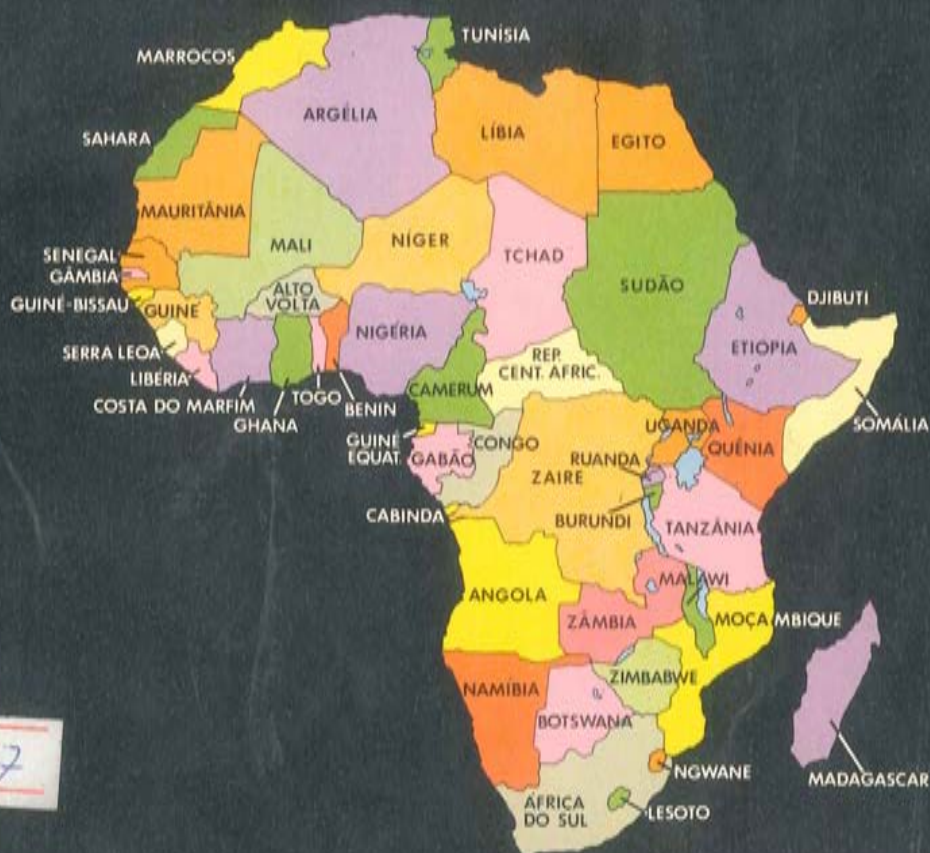 TUNÍSIA
MARROCOS
ARGÉLIA
LÍBIA
EGITO
SAHARA
MAURITÂNIA
MALI
NÍGER
TCHAD
SUDÃO
SENEGAL
GÂMBIA
GUINÉ-BISSAU
GUINÉ
ALTO
VOLTA
NIGÉRIA
DJIBUTI
ETIOPIA
SERRA LEOA
LIBÉRIA
COSTA DO MARFIM
GHANA
TOGO
BENIN
CAMERUM
REP.
CENT. AFRIC.
SOMÁLIA
GUINÉ
EQUAT.
GABÃO
CONGO
UGANDA
QUÊNIA
RUANDA
ZAIRE
CABINDA
BURUNDI
TANZÂNIA
ANGOLA
MALAWI
ZÂMBIA
MOÇAMBIQUE
NAMÍBIA
ZIMBABWE
BOTSWANA
NGWANE
MADAGASCAR
ÁFRICA
DO SUL
LESOTO
7